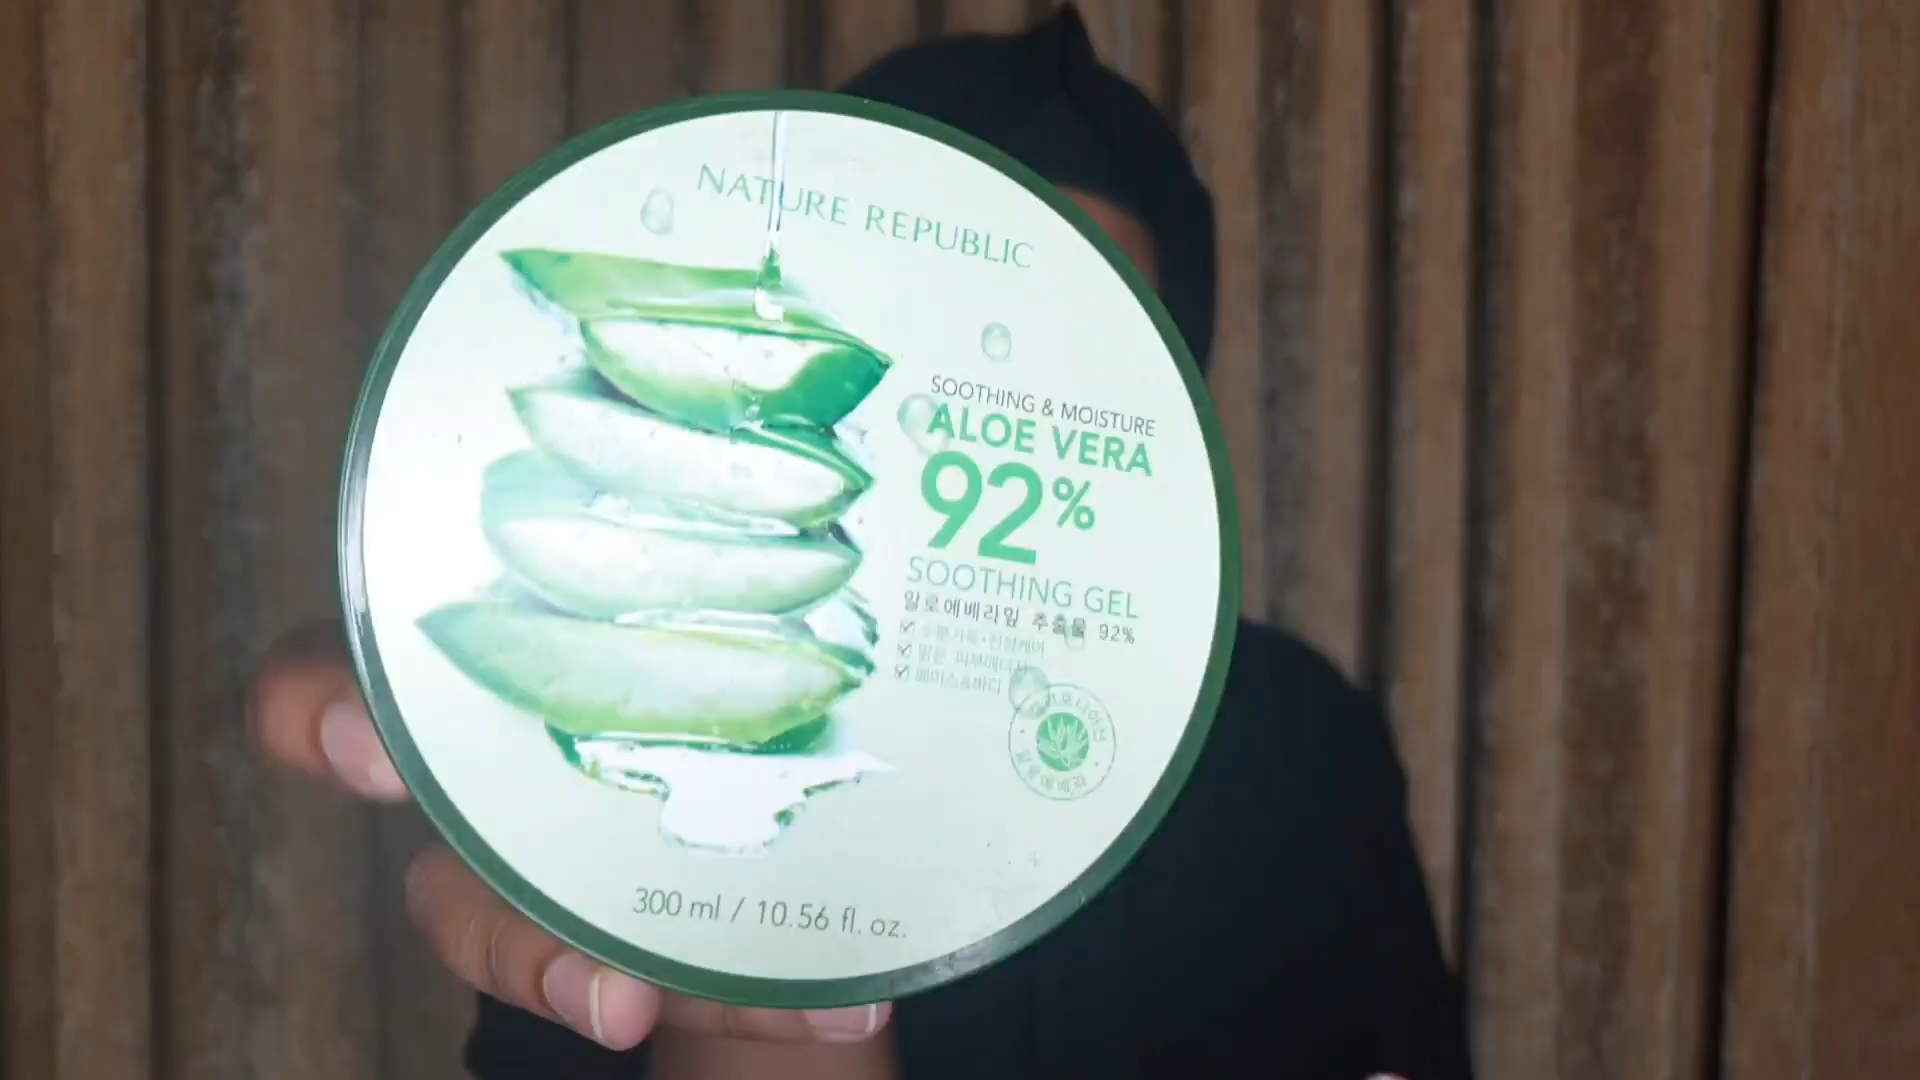 NATURE REPUBLIC
SOOTHING & MOISTURE
ALOE VERA
92%
SOOTHING GEL
알로에베라잎 추출물 92%
300 ml / 10.56 fl. oz.